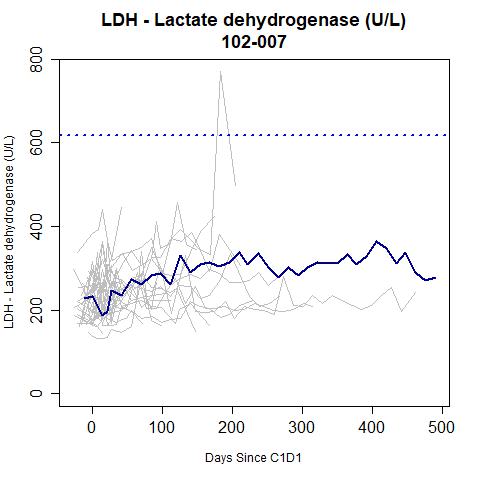 LDH - Lactate dehydrogenase (U/L)
102-007
LDH - Lactate dehydrogenase (U/L)
800
600
400
200
0
0 100 200 300 400 500
Days Since C1D1